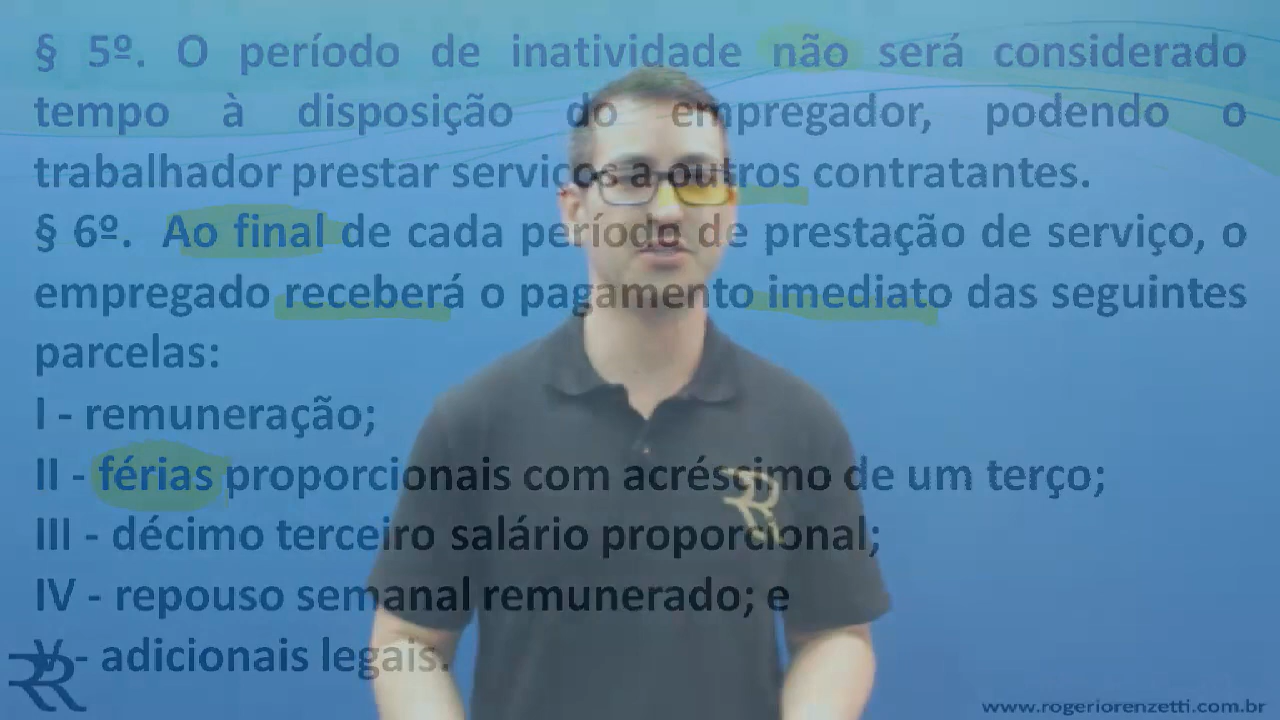 § 5º. O período de inatividade não será considerado
tempo à disposição do empregador, podendo o
trabalhador prestar serviços a outros contratantes.
§ 6º. Ao final de cada período de prestação de serviço, o
empregado receberá o pagamento imediato das seguintes
parcelas:
I - remuneração;
II - férias proporcionais com acréscimo de um terço;
III - décimo terceiro salário proporcional;
IV - repouso semanal remunerado; e
V - adicionais legais.
www.rogeriorenzetti.com.br